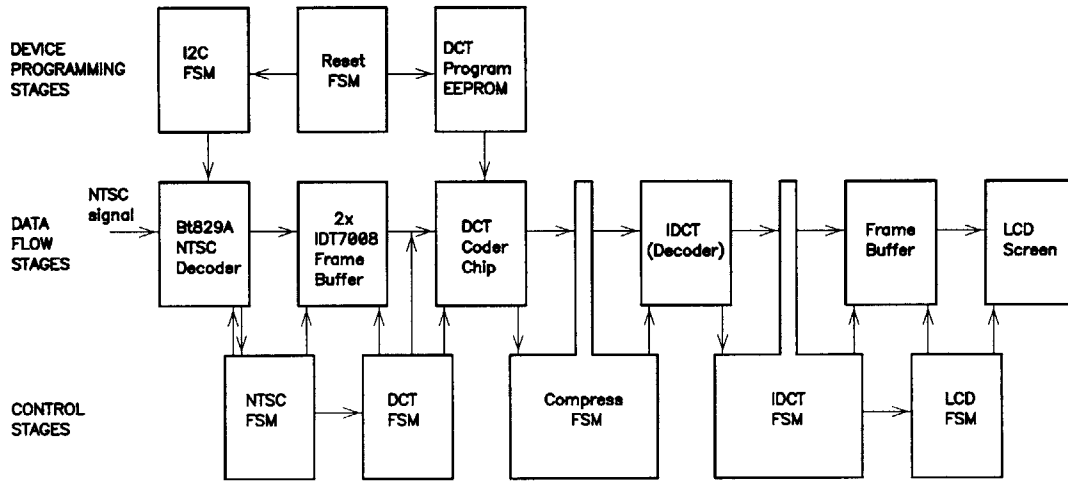 DEVICE
PROGRAMMING
STAGES
I2C
FSM
Reset
FSM
DCT
Program
EEPROM
NTSC
signal
DATA
FLOW
STAGES
Bt829A
NTSC
Decoder
2x
IDT7008
Frame
Buffer
DCT
Coder
Chip
IDCT
(Decoder)
Frame
Buffer
LCD
Screen
CONTROL
STAGES
NTSC
FSM
DCT
FSM
Compress
FSM
IDCT
FSM
LCD
FSM